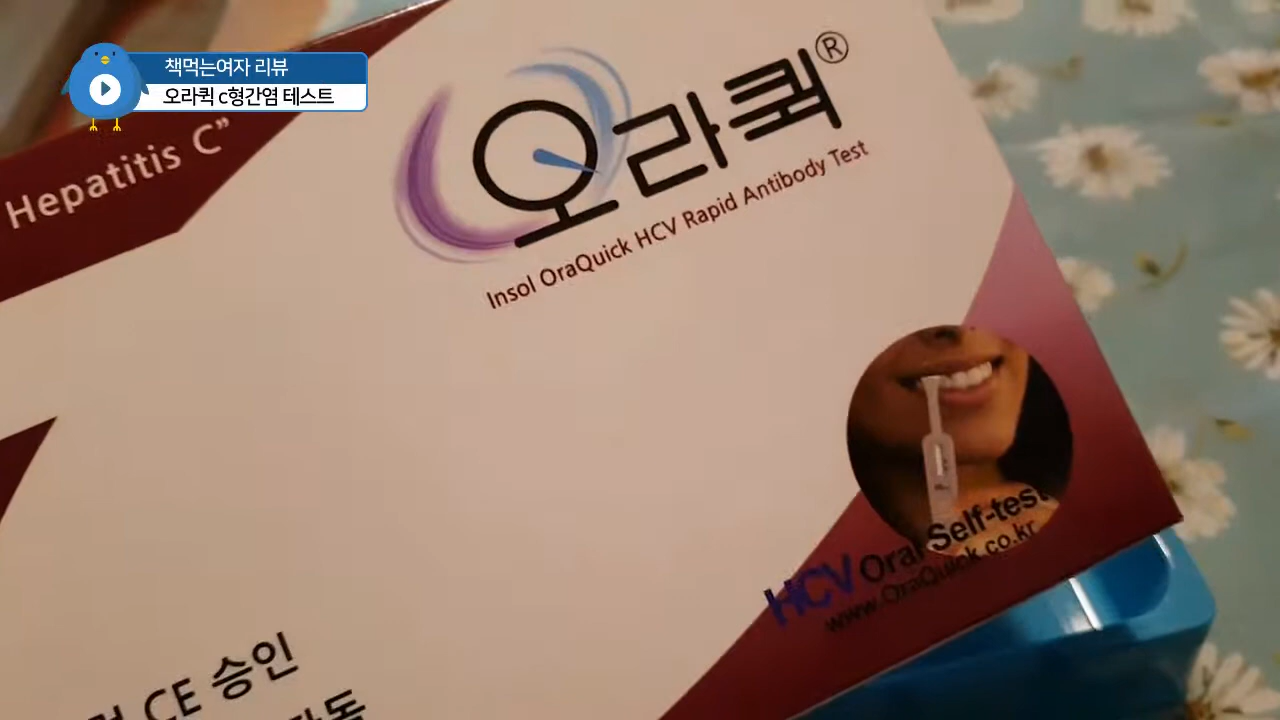 책먹는여자 리뷰
오라퀵 c형간염 테스트
Hepatitis C”
오라퀵®
Insol OraQuick HCV Rapid Antibody Test
HCV Oral Self-test
www.OraQuick.co.kr
CE 승인